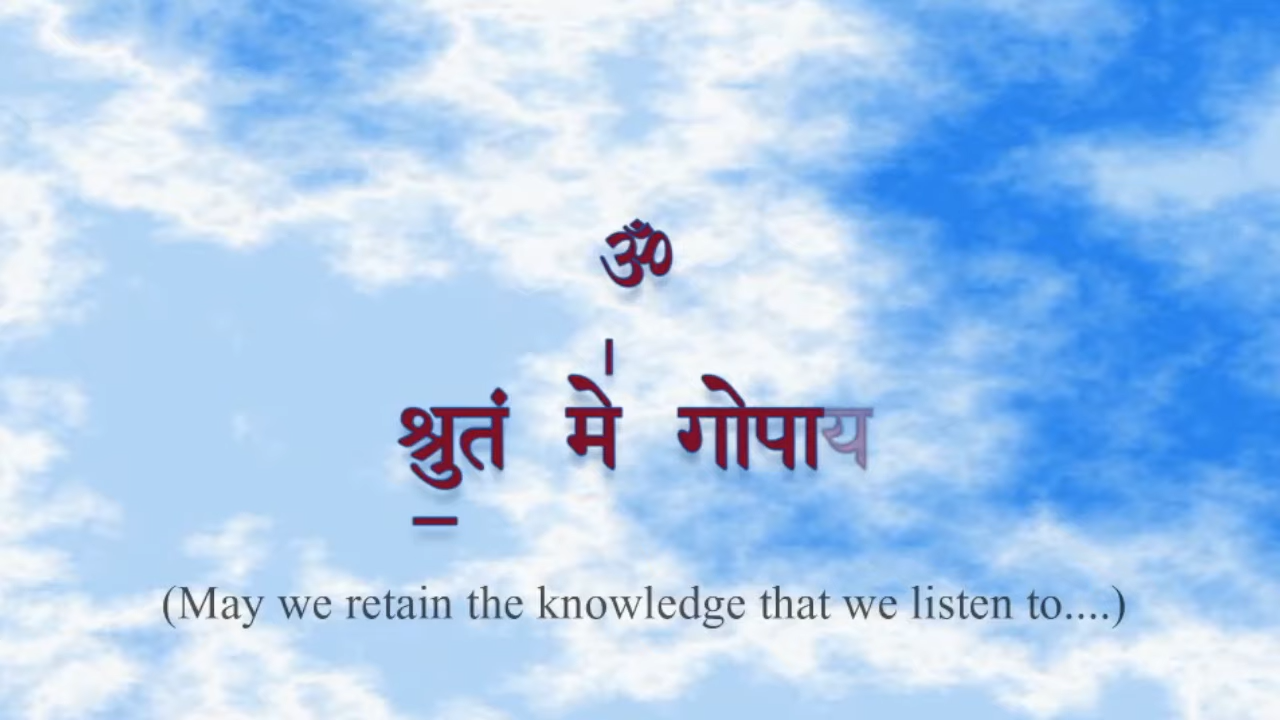 ॐ
श्रु॒तं मे॑ गोपाय
(May we retain the knowledge that we listen to....)